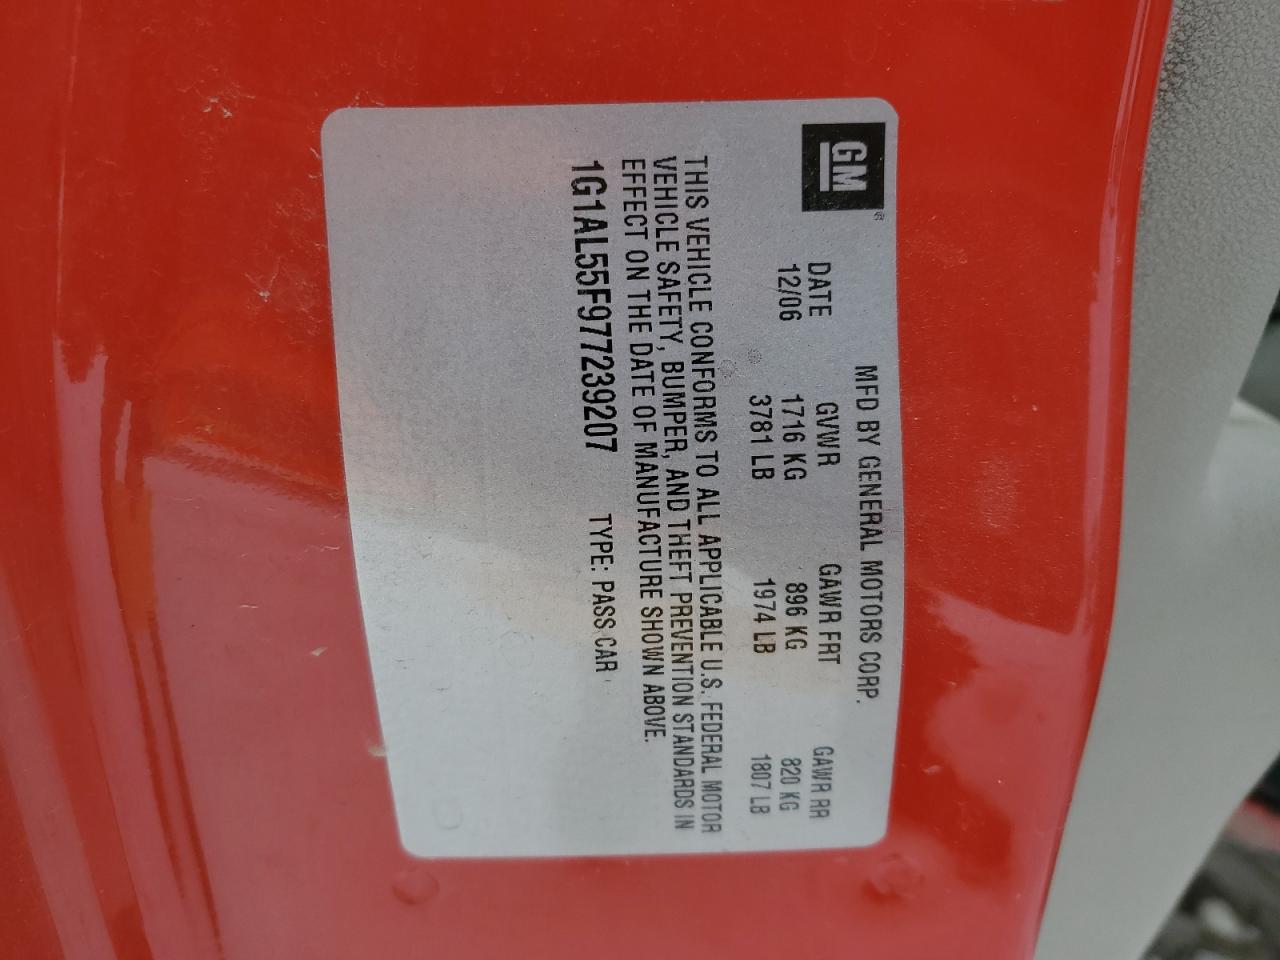 GM®
MFD BY GENERAL MOTORS CORP.
DATE GVWR GAWR FRT GAWR RR
12/06 1716 KG 896 KG 820 KG
3781 LB 1974 LB 1807 LB
THIS VEHICLE CONFORMS TO ALL APPLICABLE U.S. FEDERAL MOTOR
VEHICLE SAFETY, BUMPER, AND THEFT PREVENTION STANDARDS IN
EFFECT ON THE DATE OF MANUFACTURE SHOWN ABOVE.
1G1AL55F977239207 TYPE: PASS CAR